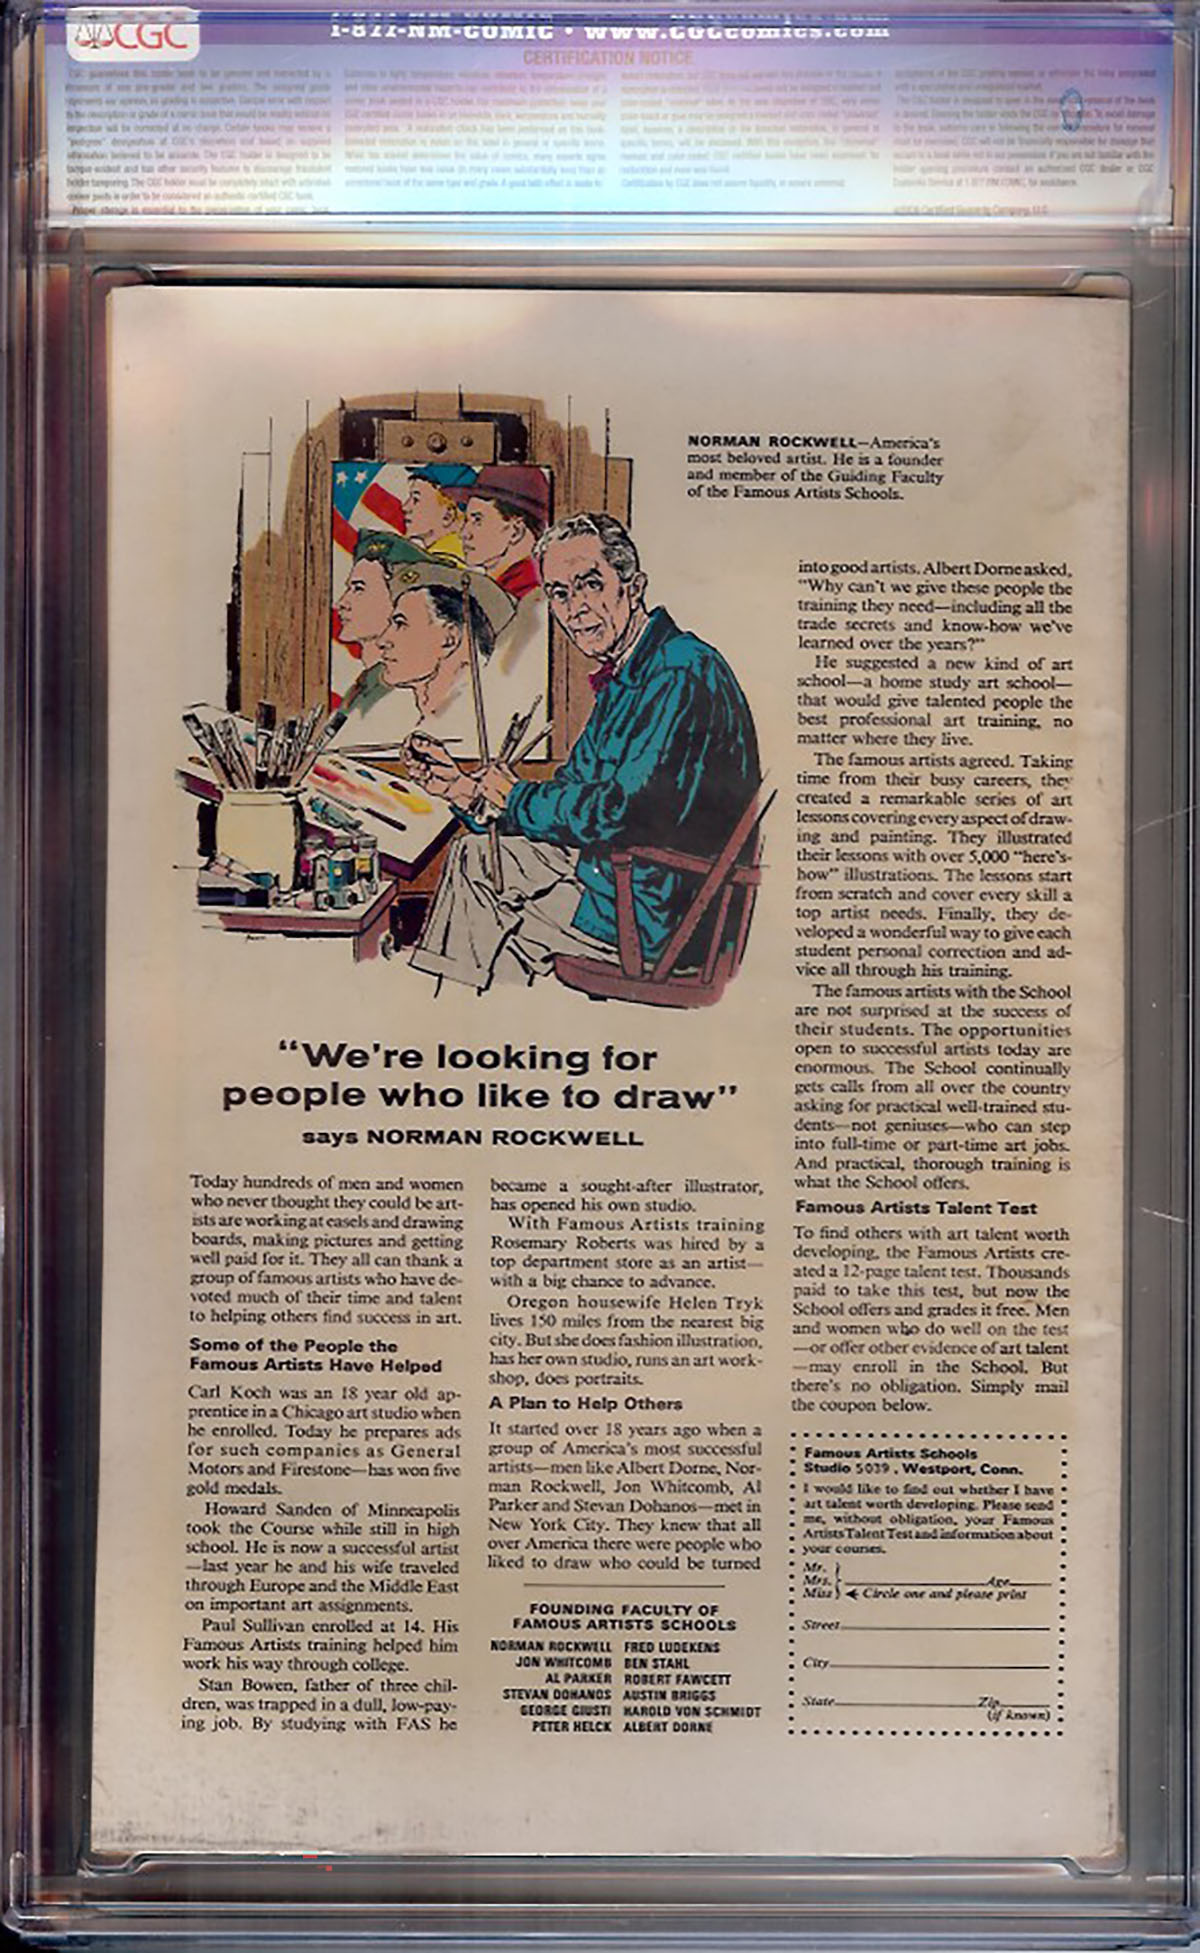 CGC
1-877-NM-COMIC • www.CGCcomics.com
CERTIFICATION NOTICE
NORMAN ROCKWELL—America's
most beloved artist. He is a founder
and member of the Guiding Faculty
of the Famous Artists Schools.
"We're looking for
people who like to draw"
says NORMAN ROCKWELL
Today hundreds of men and women
who never thought they could be art-
ists are working at easels and drawing
boards, making pictures and getting
well paid for it. They all can thank a
group of famous artists who have de-
voted much of their time and talent
to helping others find success in art.
Some of the People the
Famous Artists Have Helped
Carl Koch was an 18 year old ap-
prentice in a Chicago art studio when
he enrolled. Today he prepares ads
for such companies as General
Motors and Firestone—has won five
gold medals.
Howard Sanden of Minneapolis
took the Course while still in high
school. He is now a successful artist
—last year he and his wife traveled
through Europe and the Middle East
on important art assignments.
Paul Sullivan enrolled at 14. His
Famous Artists training helped him
work his way through college.
Stan Bowen, father of three chil-
dren, was trapped in a dull, low-pay-
ing job. By studying with FAS he
became a sought-after illustrator,
has opened his own studio.
With Famous Artists training
Rosemary Roberts was hired by a
top department store as an artist—
with a big chance to advance.
Oregon housewife Helen Tryk
lives 150 miles from the nearest big
city. But she does fashion illustration,
has her own studio, runs an art work-
shop, does portraits.
A Plan to Help Others
It started over 18 years ago when a
group of America's most successful
artists—men like Albert Dorne, Nor-
man Rockwell, Jon Whitcomb, Al
Parker and Stevan Dohanos—met in
New York City. They knew that all
over America there were people who
liked to draw who could be turned
FOUNDING FACULTY OF
FAMOUS ARTISTS SCHOOLS
NORMAN ROCKWELL FRED LUDEKENS
JON WHITCOMB BEN STAHL
AL PARKER ROBERT FAWCETT
STEVAN DOHANOS AUSTIN BRIGGS
GEORGE GIUSTI HAROLD VON SCHMIDT
PETER HELCK ALBERT DORNE
into good artists. Albert Dorne asked,
"Why can't we give these people the
training they need—including all the
trade secrets and know-how we've
learned over the years?"
He suggested a new kind of art
school—a home study art school—
that would give talented people the
best professional art training, no
matter where they live.
The famous artists agreed. Taking
time from their busy careers, they
created a remarkable series of art
lessons covering every aspect of draw-
ing and painting. They illustrated
their lessons with over 5,000 "here's-
how" illustrations. The lessons start
from scratch and cover every skill a
top artist needs. Finally, they de-
veloped a wonderful way to give each
student personal correction and ad-
vice all through his training.
The famous artists with the School
are not surprised at the success of
their students. The opportunities
open to successful artists today are
enormous. The School continually
gets calls from all over the country
asking for practical well-trained stu-
dents—not geniuses—who can step
into full-time or part-time art jobs.
And practical, thorough training is
what the School offers.
Famous Artists Talent Test
To find others with art talent worth
developing, the Famous Artists cre-
ated a 12-page talent test. Thousands
paid to take this test, but now the
School offers and grades it free. Men
and women who do well on the test
—or offer other evidence of art talent
—may enroll in the School. But
there's no obligation. Simply mail
the coupon below.
Famous Artists Schools
Studio 5039, Westport, Conn.
I would like to find out whether I have
art talent worth developing. Please send
me, without obligation, your Famous
Artists Talent Test and information about
your courses.
Mr.
Mrs. Age
Miss Circle one and please print
Street
City
State Zip
(if known)